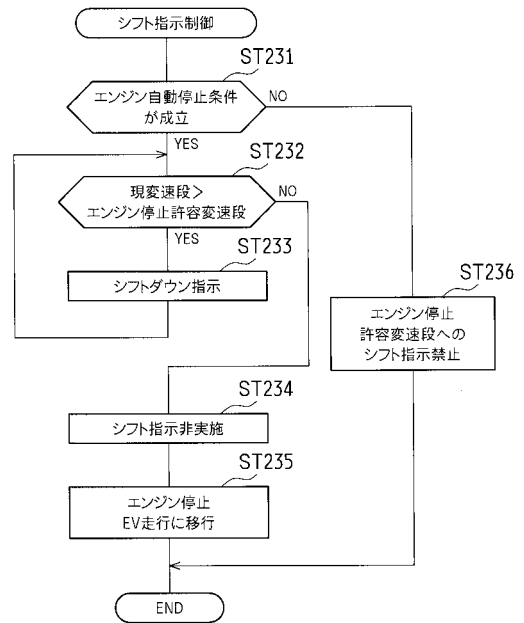 シフト指示制御
ST231
エンジン自動停止条件
が成立
NO
YES
ST232
現変速段＞
エンジン停止許容変速段
NO
YES
ST233
シフトダウン指示
ST236
エンジン停止
許容変速段への
シフト指示禁止
ST234
シフト指示非実施
ST235
エンジン停止
EV走行に移行
END